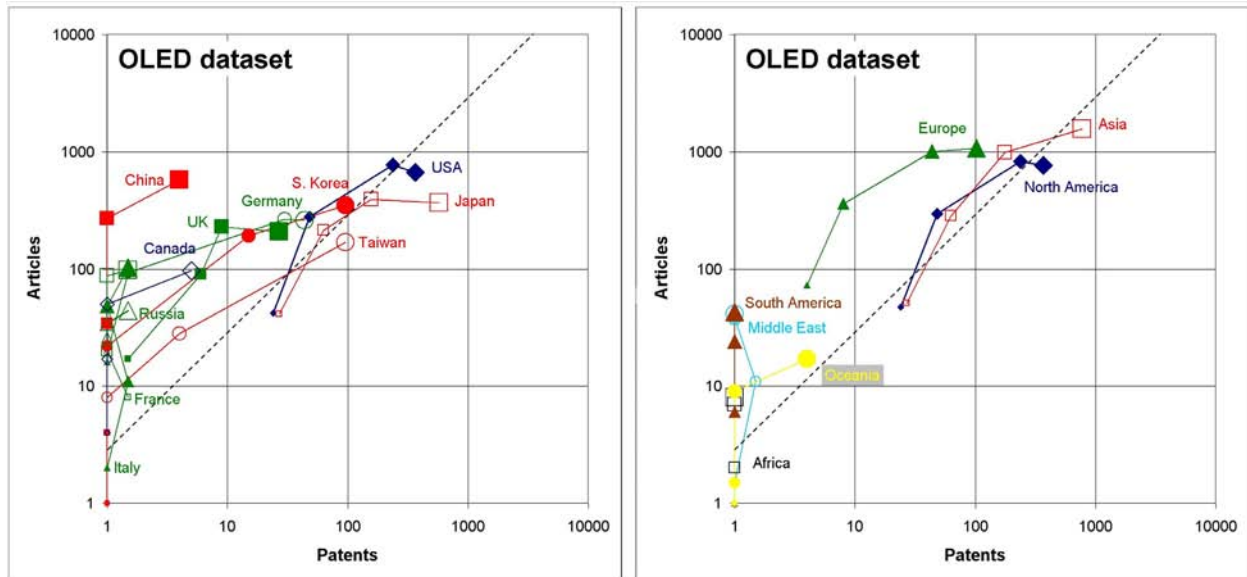 OLED dataset
10000
1000
100
10
1
Articles
1
10
100
1000
10000
Patents
China
S. Korea
USA
Germany
Japan
UK
Taiwan
Canada
Russia
France
Italy
OLED dataset
10000
1000
100
10
1
Articles
1
10
100
1000
10000
Patents
Europe
Asia
North America
South America
Middle East
Oceania
Africa